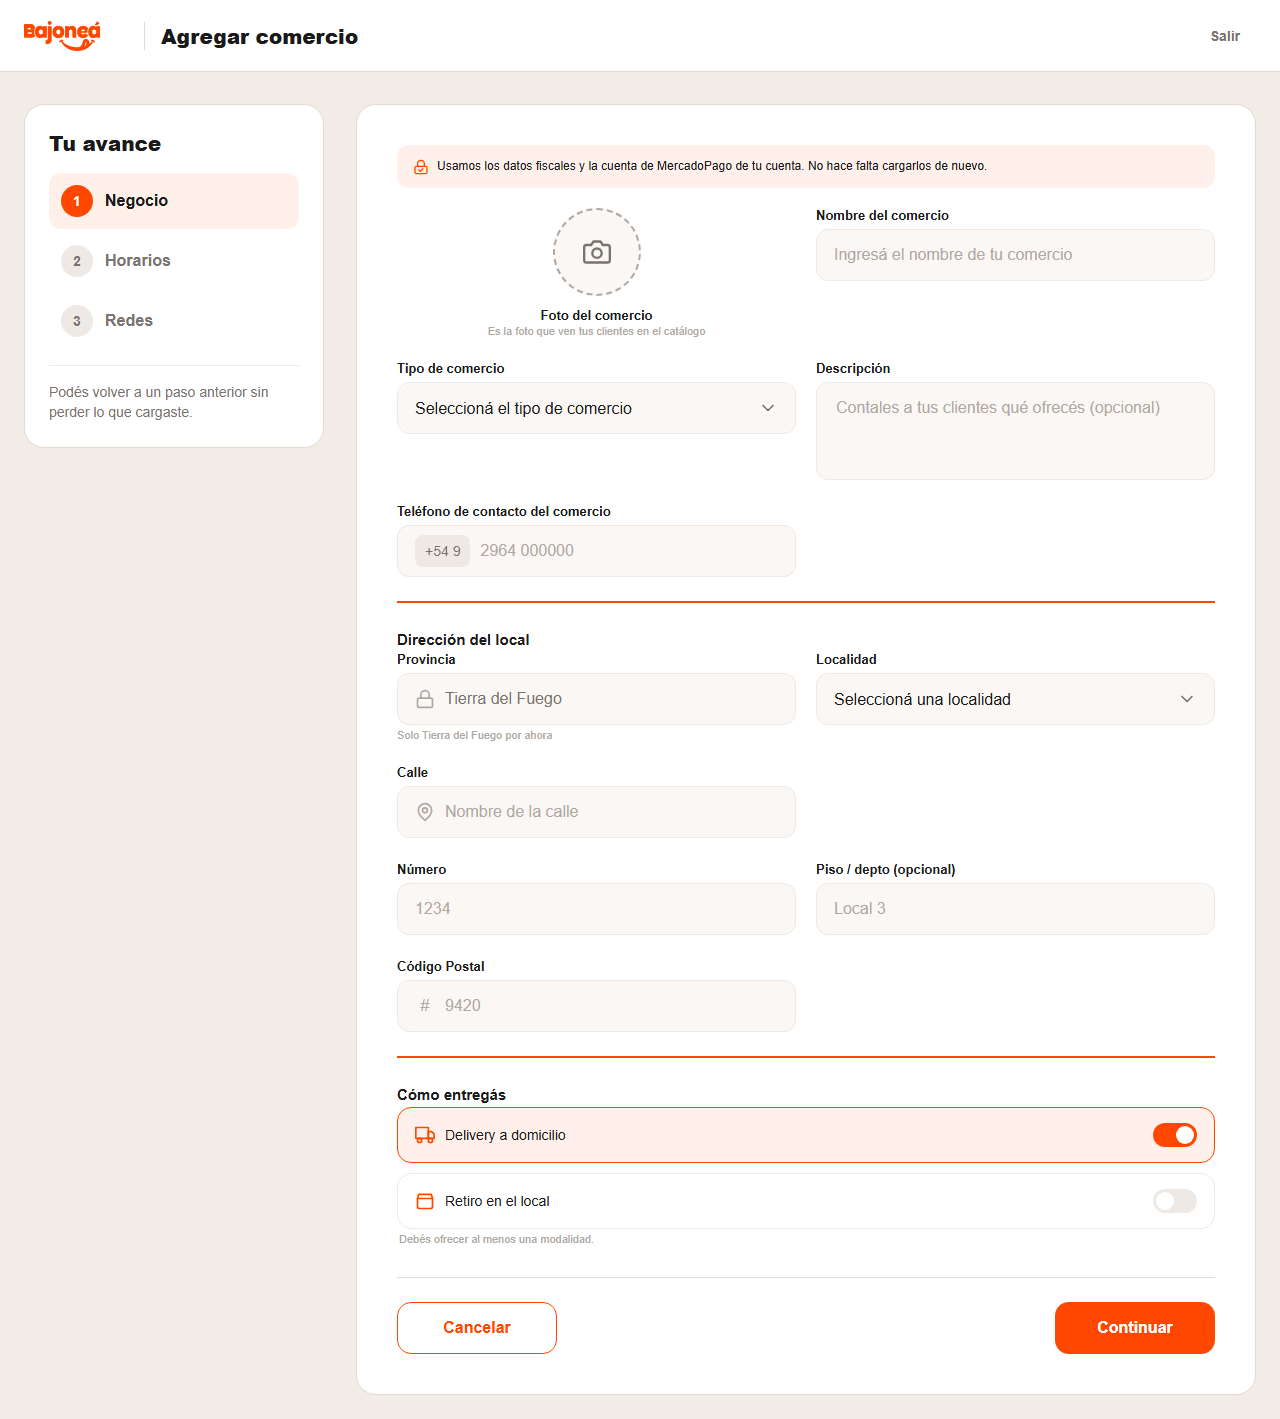 Bajoneá
Agregar comercio
Salir
Tu avance
1 Negocio
2 Horarios
3 Redes
Podés volver a un paso anterior sin
perder lo que cargaste.
Usamos los datos fiscales y la cuenta de MercadoPago de tu cuenta. No hace falta cargarlos de nuevo.
Foto del comercio
Es la foto que ven tus clientes en el catálogo
Nombre del comercio
Ingresá el nombre de tu comercio
Tipo de comercio
Seleccioná el tipo de comercio
Descripción
Contales a tus clientes qué ofrecés (opcional)
Teléfono de contacto del comercio
+54 9 2964 000000
Dirección del local
Provincia
Tierra del Fuego
Solo Tierra del Fuego por ahora
Localidad
Seleccioná una localidad
Calle
Nombre de la calle
Número
1234
Piso / depto (opcional)
Local 3
Código Postal
# 9420
Cómo entregás
Delivery a domicilio
Retiro en el local
Debés ofrecer al menos una modalidad.
Cancelar
Continuar